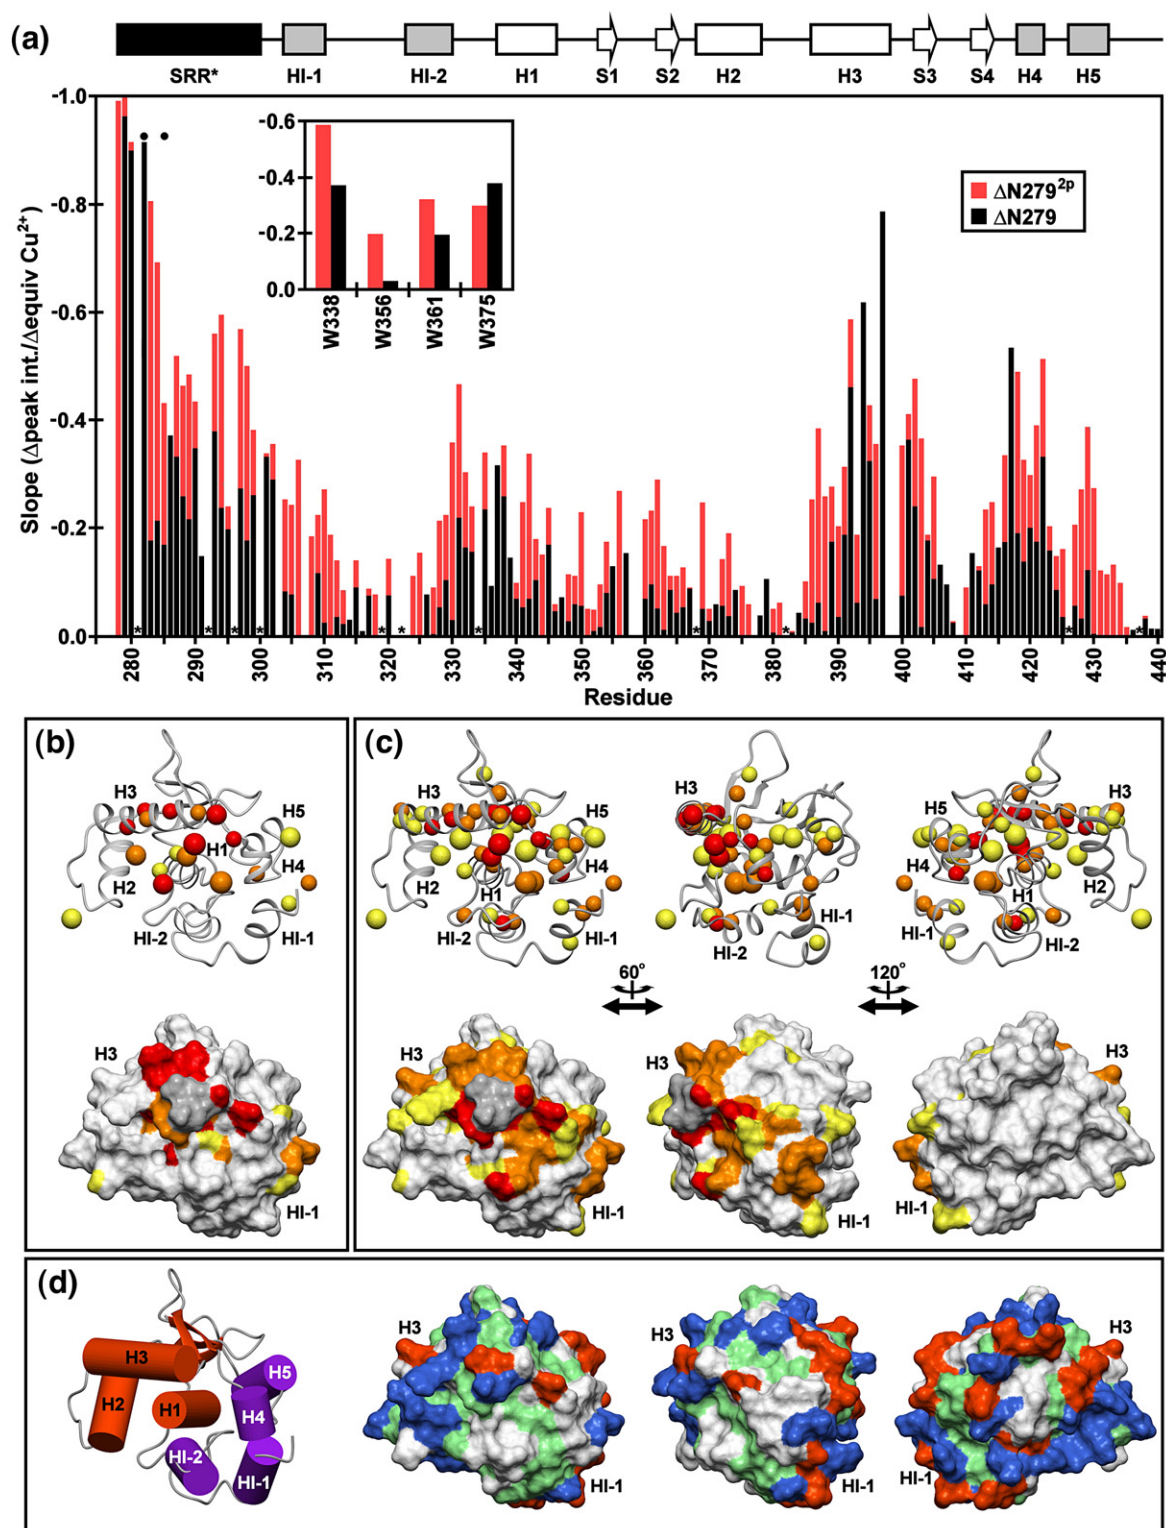 (a)
SRR* HI-1 HI-2 H1 S1 S2 H2 H3 S3 S4 H4 H5
Slope (Δpeak int./Δequiv Cu²⁺)
-1.0
-0.8
-0.6
-0.4
-0.2
0.0
-0.6
-0.4
-0.2
0.0
W338 W356 W361 W375
ΔN279²ᵖ
ΔN279
* * * * * * * * * * *
280 290 300 310 320 330 340 350 360 370 380 390 400 410 420 430 440
Residue
(b)
H3 H5
H1
H4
H2
HI-2 HI-1
H3
HI-1
(c)
H3 H5
H4
H2
H1
HI-2 HI-1
H3
HI-1
HI-2
H3
H5
H4
H2
H1
HI-1
HI-2
60° 120°
H3
HI-1
H3
HI-1
H3
HI-1
(d)
H3
H5
H2 H1 H4
HI-2
HI-1
H3
HI-1
H3
HI-1
H3
HI-1